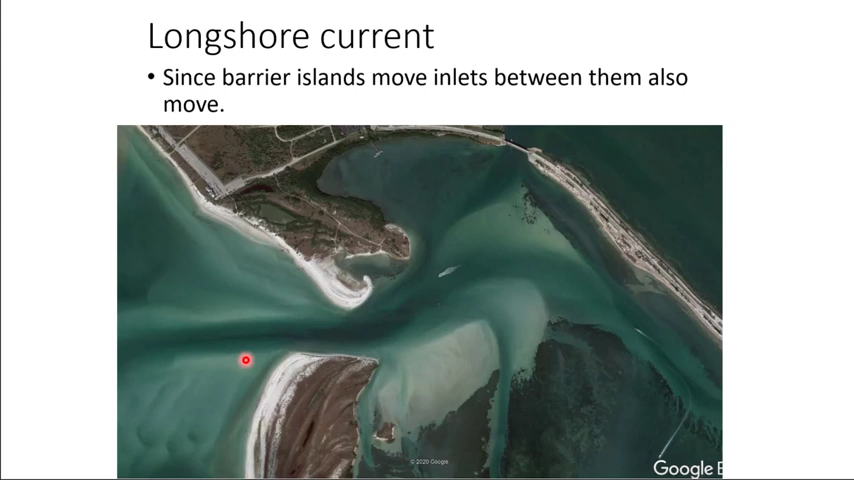 Longshore current
• Since barrier islands move inlets between them also
move.
© 2020 Google
Google E